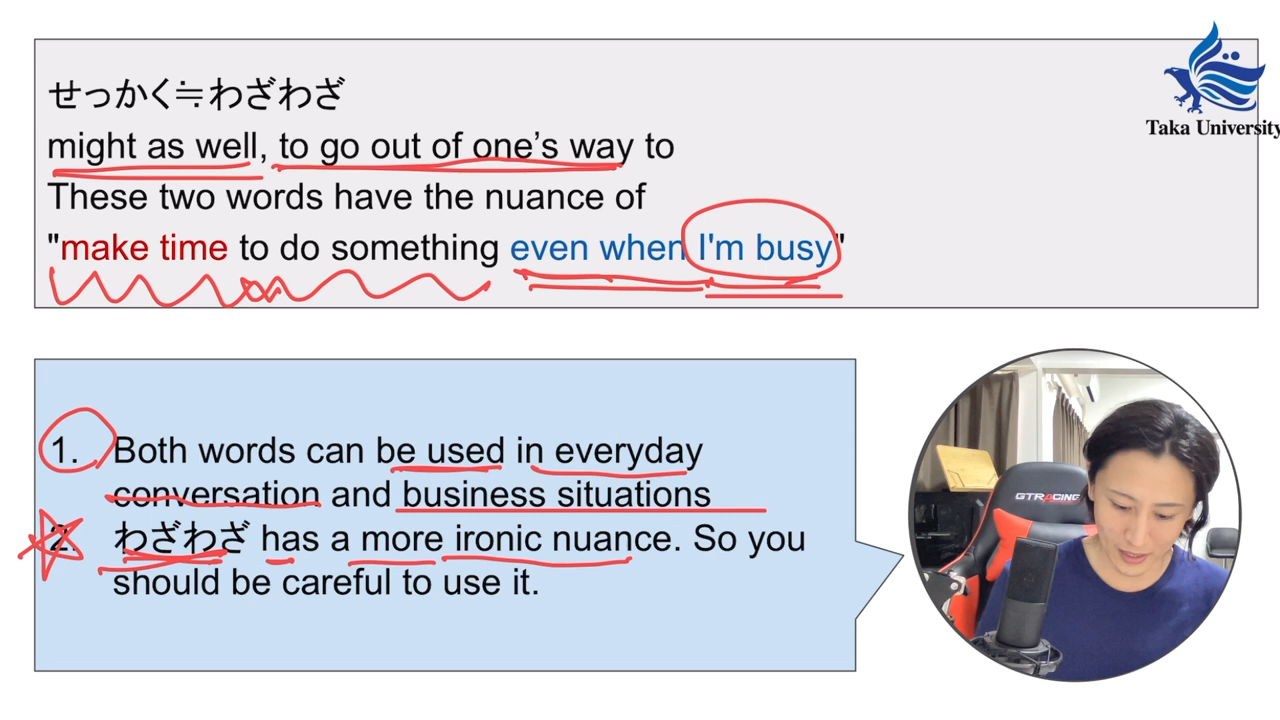 せっかく≒わざわざ
might as well, to go out of one’s way to
These two words have the nuance of
"make time to do something even when I'm busy"
Taka University
1. Both words can be used in everyday
conversation and business situations
2. わざわざ has a more ironic nuance. So you
should be careful to use it.
GTRACING